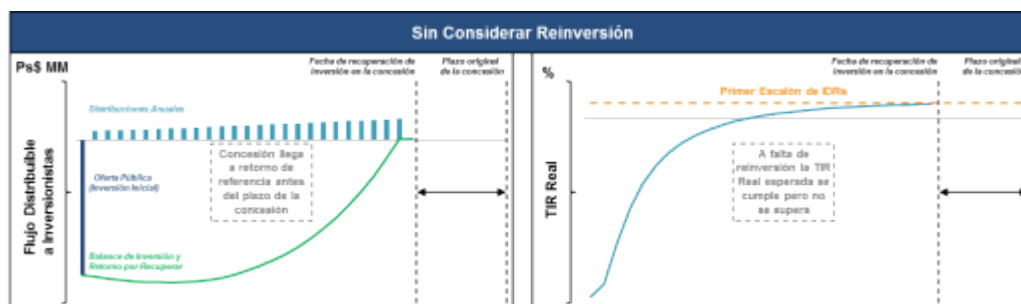 Sin Considerar Reinversión
Ps$ MM
Fecha de recuperación de
inversión en la concesión
Plazo original
de la concesión
Distribuciones Anuales
Concesión llega
a retorno de
referencia antes
del plazo de la
concesión
Oferta Pública
(Inversión Inicial)
Balance de Inversión y
Retorno por Recuperar
Flujo Distribuible
a Inversionistas
%
Fecha de recuperación de
inversión en la concesión
Plazo original
de la concesión
Primer Escalón de IDRs
A falta de
reinversión la TIR
Real esperada se
cumple pero no
se supera
TIR Real